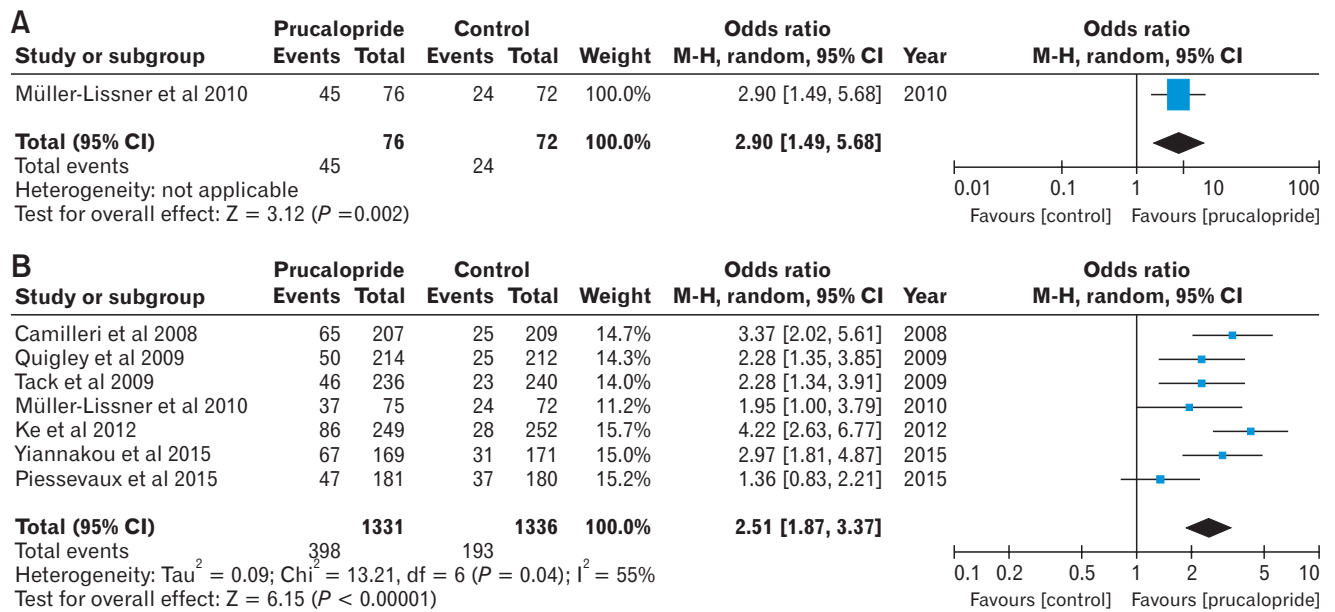 A
Prucalopride Control Odds ratio Odds ratio
Study or subgroup Events Total Events Total Weight M-H, random, 95% CI Year M-H, random, 95% CI
Müller-Lissner et al 2010 45 76 24 72 100.0% 2.90 [1.49, 5.68] 2010
Total (95% CI) 76 72 100.0% 2.90 [1.49, 5.68]
Total events 45 24
Heterogeneity: not applicable
Test for overall effect: Z = 3.12 (P =0.002)
0.01 0.1 1 10 100
Favours [control] Favours [prucalopride]
B
Prucalopride Control Odds ratio Odds ratio
Study or subgroup Events Total Events Total Weight M-H, random, 95% CI Year M-H, random, 95% CI
Camilleri et al 2008 65 207 25 209 14.7% 3.37 [2.02, 5.61] 2008
Quigley et al 2009 50 214 25 212 14.3% 2.28 [1.35, 3.85] 2009
Tack et al 2009 46 236 23 240 14.0% 2.28 [1.34, 3.91] 2009
Müller-Lissner et al 2010 37 75 24 72 11.2% 1.95 [1.00, 3.79] 2010
Ke et al 2012 86 249 28 252 15.7% 4.22 [2.63, 6.77] 2012
Yiannakou et al 2015 67 169 31 171 15.0% 2.97 [1.81, 4.87] 2015
Piessevaux et al 2015 47 181 37 180 15.2% 1.36 [0.83, 2.21] 2015
Total (95% CI) 1331 1336 100.0% 2.51 [1.87, 3.37]
Total events 398 193
Heterogeneity: Tau² = 0.09; Chi² = 13.21, df = 6 (P = 0.04); I² = 55%
Test for overall effect: Z = 6.15 (P < 0.00001)
0.1 0.2 0.5 1 2 5 10
Favours [control] Favours [prucalopride]